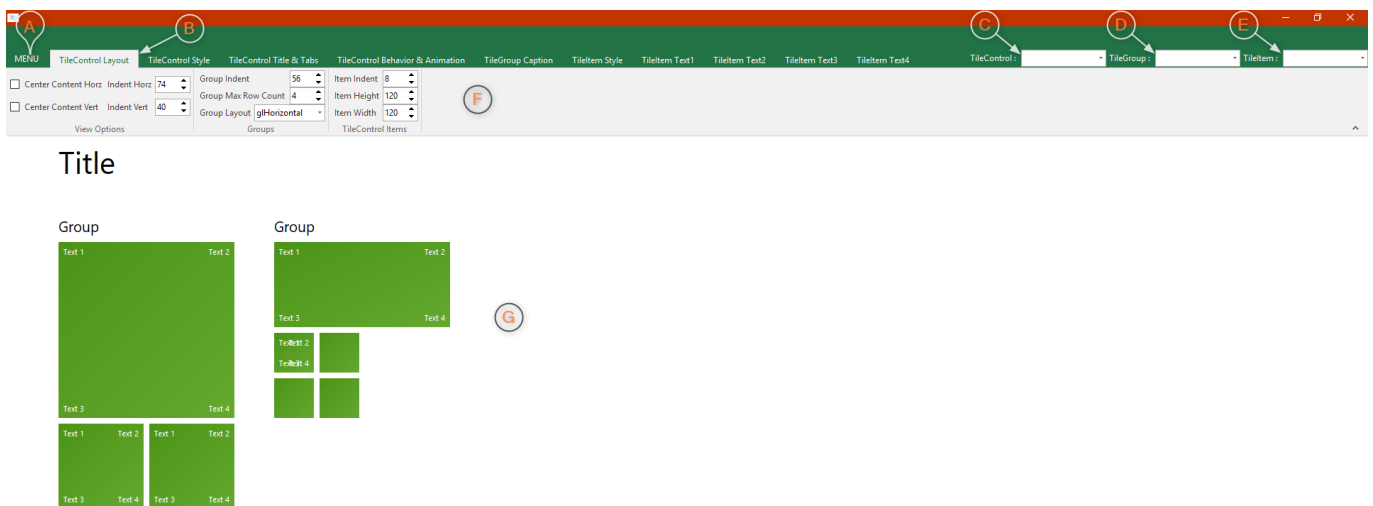 A B C D E
MENU TileControl Layout TileControl Style TileControl Title & Tabs TileControl Behavior & Animation TileGroup Caption TileItem Style TileItem Text1 TileItem Text2 TileItem Text3 TileItem Text4 TileControl : TileGroup : TileItem :
Center Content Horz Indent Horz 74 Group Indent 56 Item Indent 8
Group Max Row Count 4 Item Height 120 F
Center Content Vert Indent Vert 40 Group Layout glHorizontal Item Width 120
View Options Groups TileControl Items
Title
Group Group
Text 1 Text 2 Text 1 Text 2
Text 3 Text 4 G
Text 2
Text 4
Text 3 Text 4
Text 1 Text 2 Text 1 Text 2
Text 3 Text 4 Text 3 Text 4